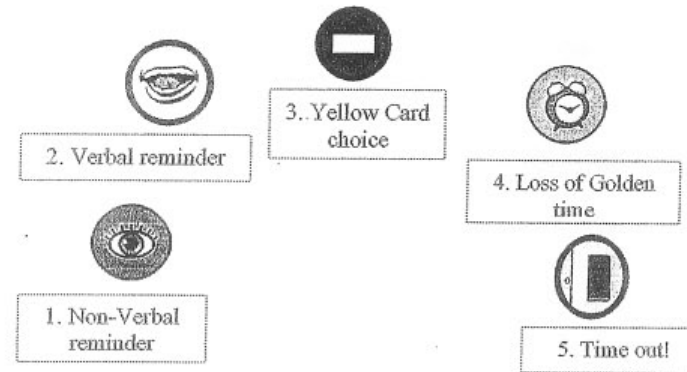 1. Non-Verbal
reminder
2. Verbal reminder
3. Yellow Card
choice
4. Loss of Golden
time
5. Time out!